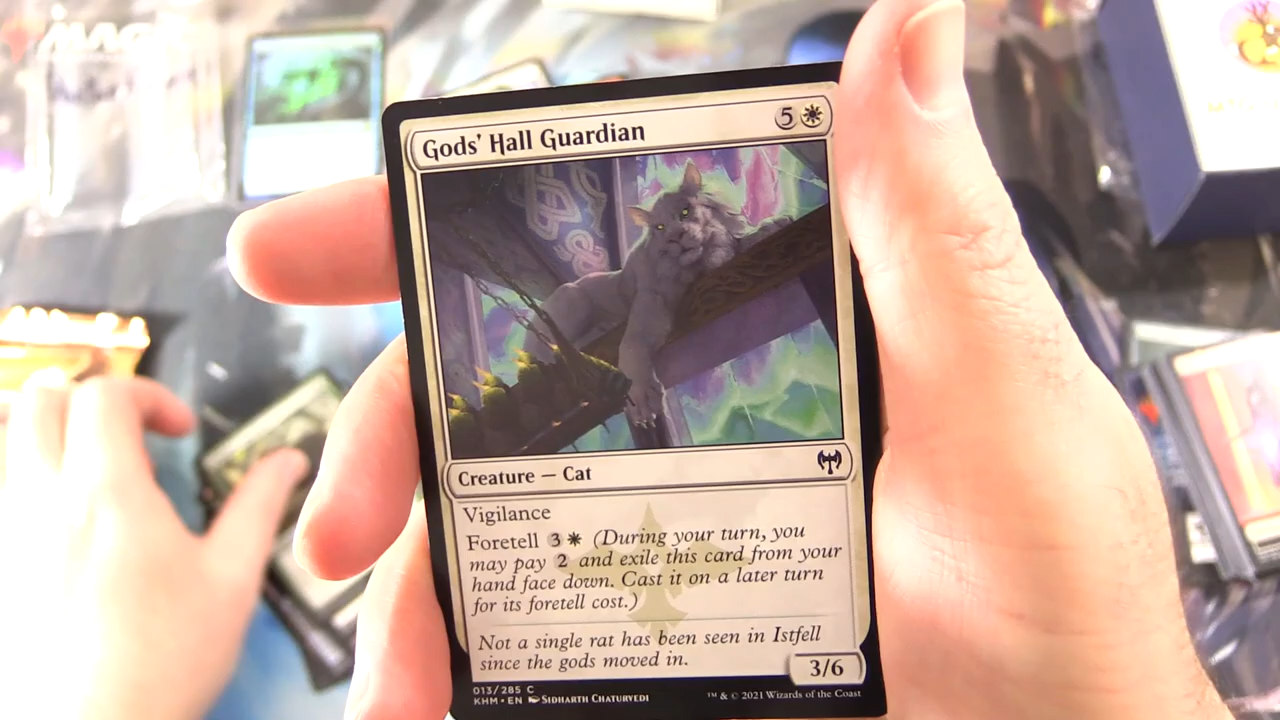 MAGIC
Gods' Hall Guardian
5
Creature — Cat
Vigilance
Foretell 3 (During your turn, you
may pay 2 and exile this card from your
hand face down. Cast it on a later turn
for its foretell cost.)
Not a single rat has been seen in Istfell
since the gods moved in.
3/6
013/285 C
KHM • EN SIDHARTH CHATURVEDI
™ & © 2021 Wizards of the Coast